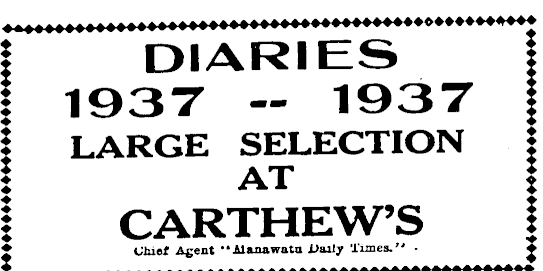 DIARIES
1937 -- 1937
LARGE SELECTION
AT
CARTHEW'S
Chief Agent "Manawatu Daily Times."